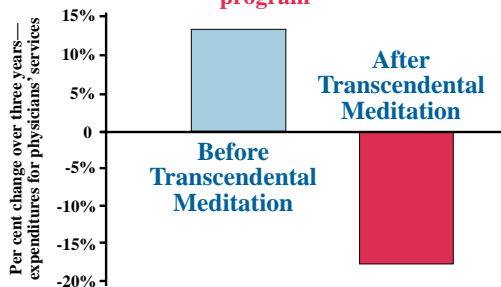 program
Per cent change over three years—
expenditures for physicians' services
15%
10%
5%
0
-5%
-10%
-15%
-20%
Before
Transcendental
Meditation
After
Transcendental
Meditation